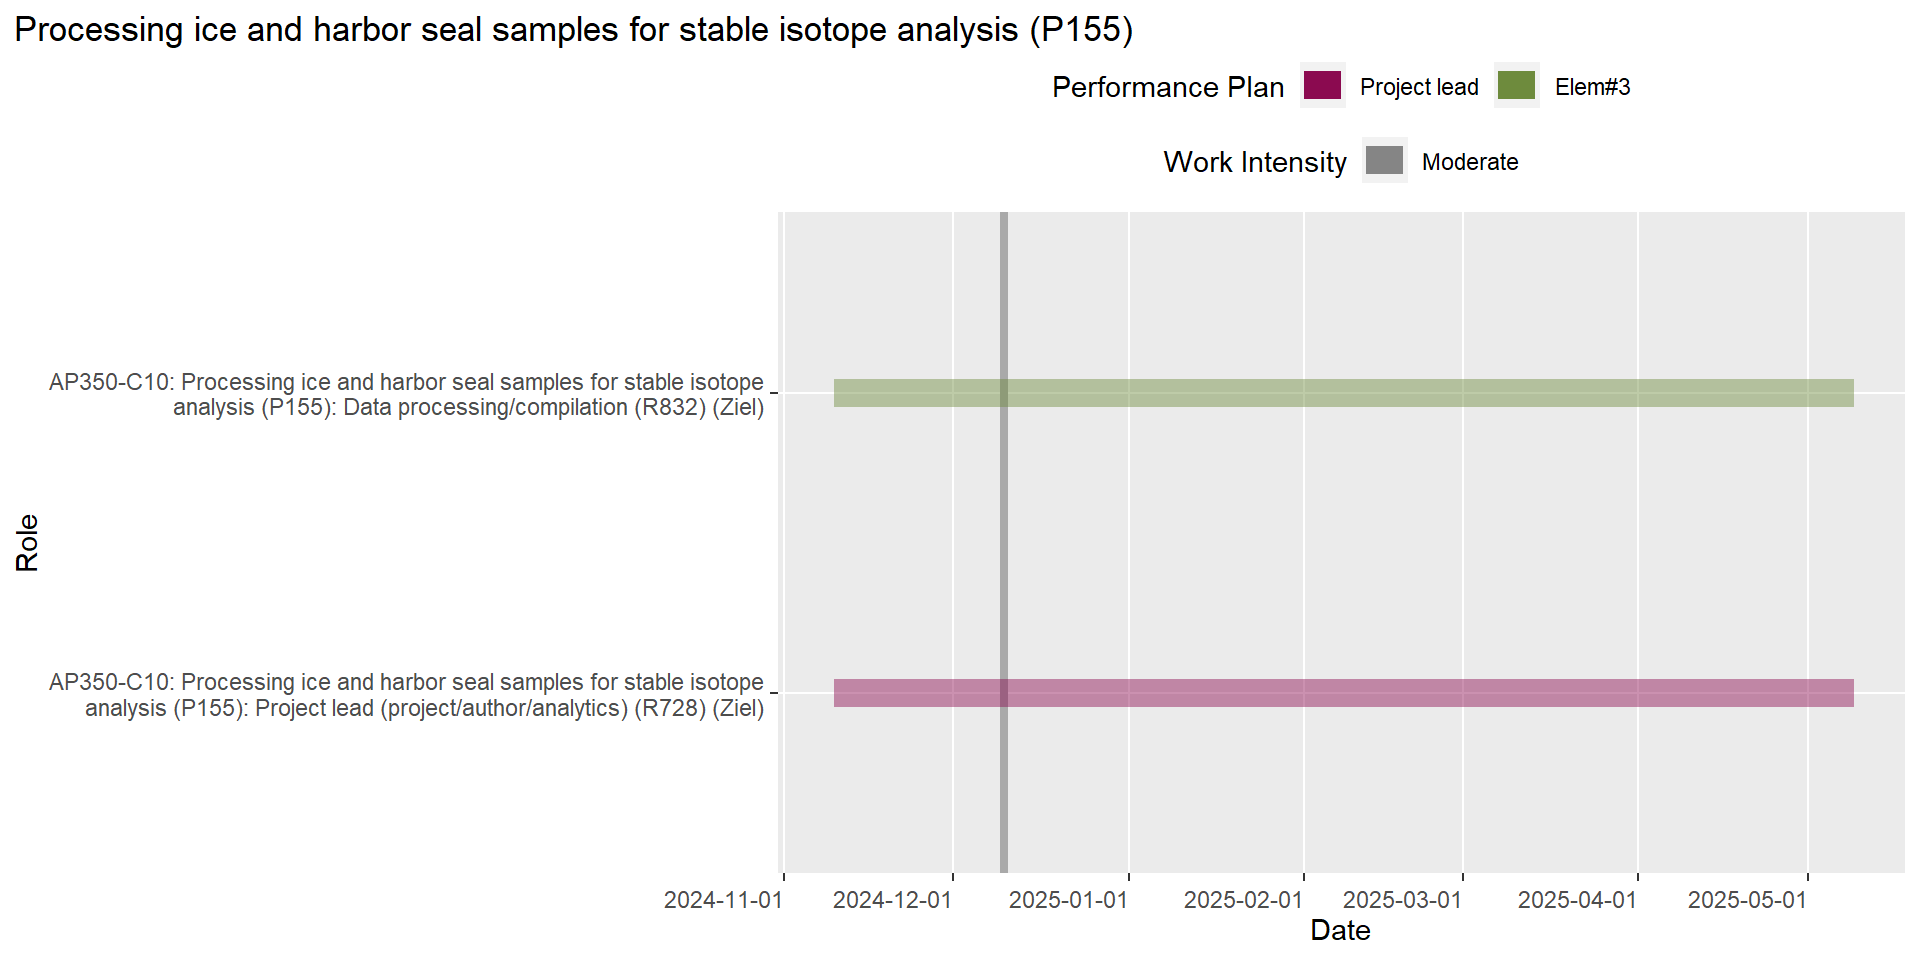 Processing ice and harbor seal samples for stable isotope analysis (P155)
Performance Plan Project lead Elem#3
Work Intensity Moderate
AP350-C10: Processing ice and harbor seal samples for stable isotope
analysis (P155): Data processing/compilation (R832) (Ziel)
Role
AP350-C10: Processing ice and harbor seal samples for stable isotope
analysis (P155): Project lead (project/author/analytics) (R728) (Ziel)
2024-11-01 2024-12-01 2025-01-01 2025-02-01 2025-03-01 2025-04-01 2025-05-01
Date